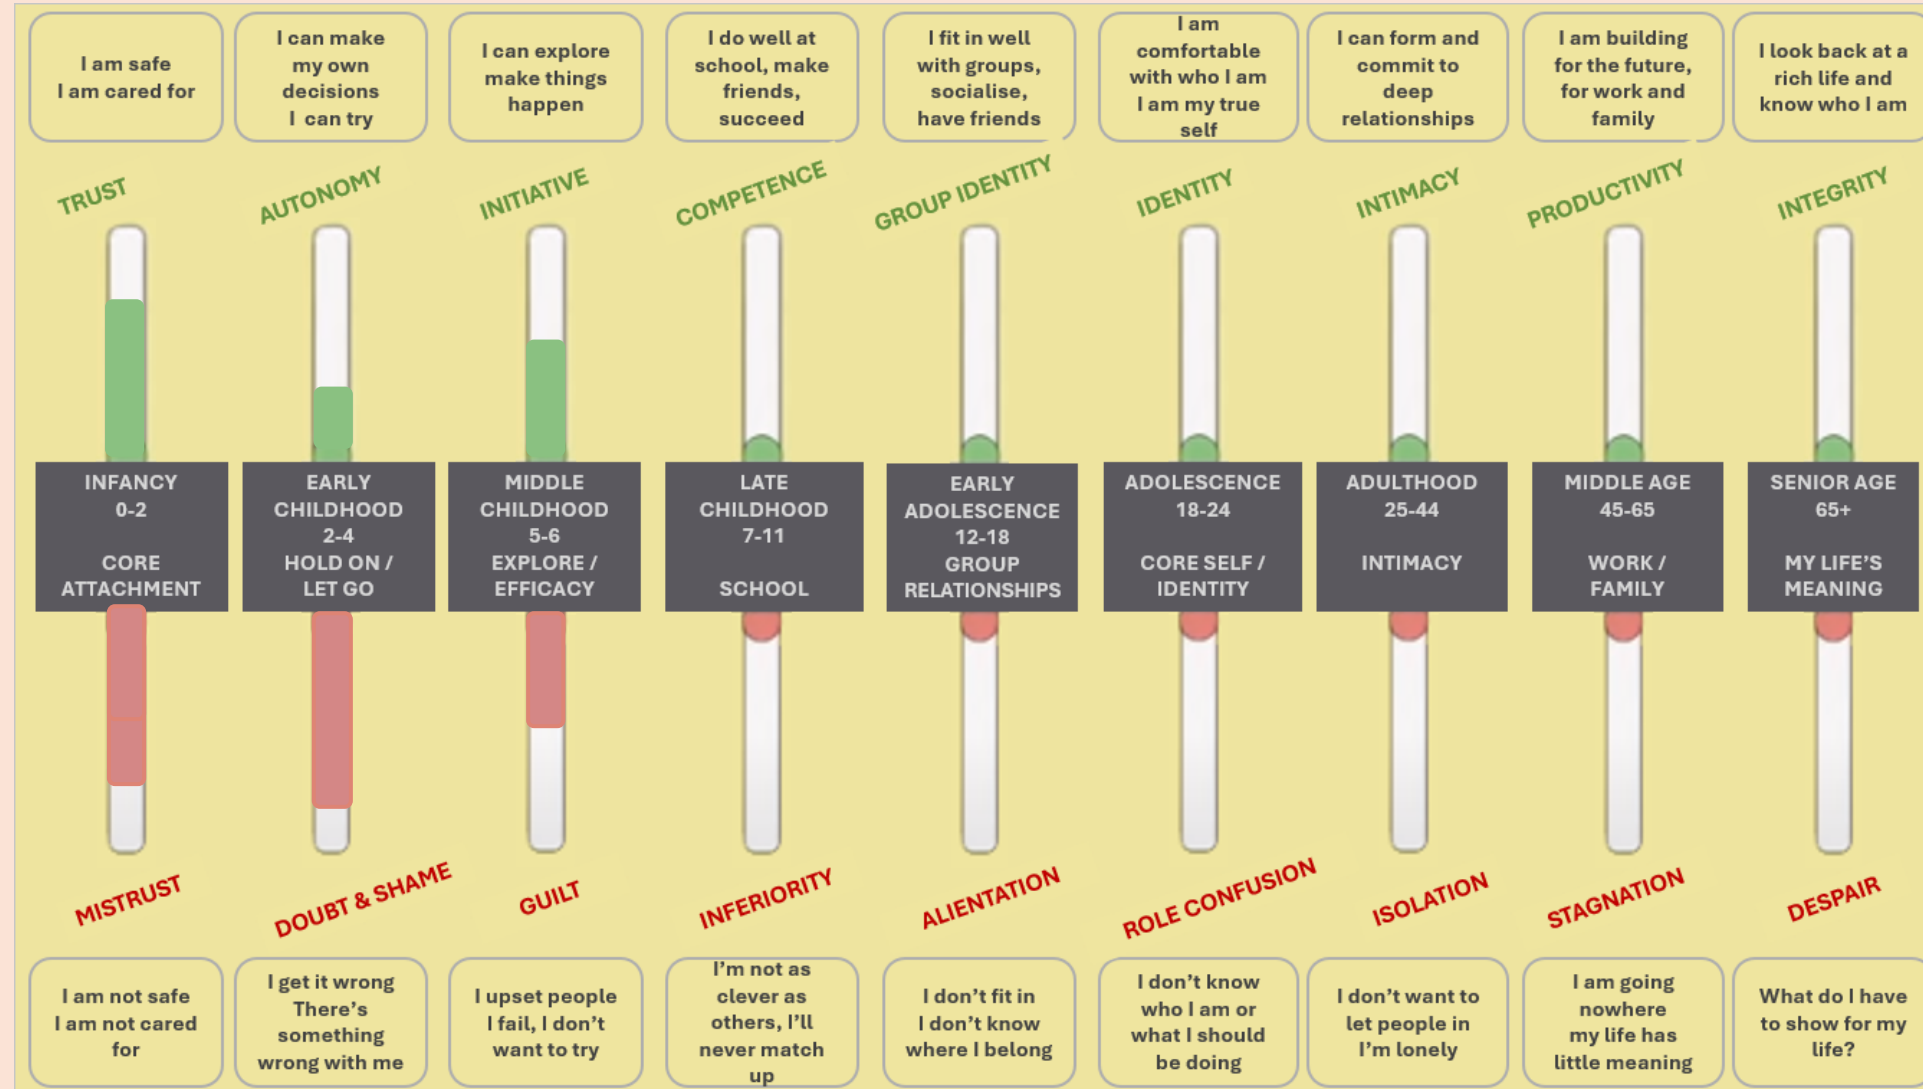 I am safe
I am cared for
I can make
my own
decisions
I can try
I can explore
make things
happen
I do well at
school, make
friends,
succeed
I fit in well
with groups,
socialise,
have friends
I am
comfortable
with who I am
I am my true
self
I can form and
commit to
deep
relationships
I am building
for the future,
for work and
family
I look back at a
rich life and
know who I am
TRUST
AUTONOMY
INITIATIVE
COMPETENCE
GROUP IDENTITY
IDENTITY
INTIMACY
PRODUCTIVITY
INTEGRITY
INFANCY
0-2
CORE
ATTACHMENT
EARLY
CHILDHOOD
2-4
HOLD ON /
LET GO
MIDDLE
CHILDHOOD
5-6
EXPLORE /
EFFICACY
LATE
CHILDHOOD
7-11
SCHOOL
EARLY
ADOLESCENCE
12-18
GROUP
RELATIONSHIPS
ADOLESCENCE
18-24
CORE SELF /
IDENTITY
ADULTHOOD
25-44
INTIMACY
MIDDLE AGE
45-65
WORK /
FAMILY
SENIOR AGE
65+
MY LIFE'S
MEANING
MISTRUST
DOUBT & SHAME
GUILT
INFERIORITY
ALIENTATION
ROLE CONFUSION
ISOLATION
STAGNATION
DESPAIR
I am not safe
I am not cared
for
I get it wrong
There's
something
wrong with me
I upset people
I fail, I don't
want to try
I'm not as
clever as
others, I'll
never match
up
I don't fit in
I don't know
where I belong
I don't know
who I am or
what I should
be doing
I don't want to
let people in
I'm lonely
I am going
nowhere
my life has
little meaning
What do I have
to show for my
life?